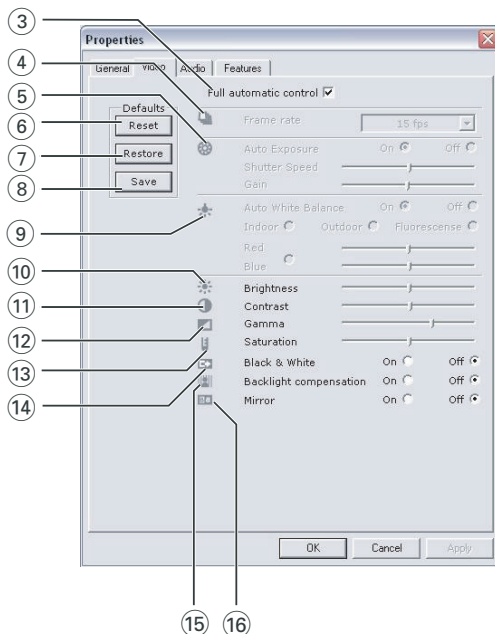 3
Properties
4
General Video Audio Features
5
Full automatic control
Defaults
6
Reset
Frame rate 15 fps
7
Restore
Auto Exposure On Off
Shutter Speed
8
Save
Gain
9
Auto White Balance On Off
Indoor Outdoor Fluorescense
Red
Blue
10
Brightness
11
Contrast
12
Gamma
13
Saturation
Black & White On Off
14
Backlight compensation On Off
Mirror On Off
OK Cancel Apply
15 16